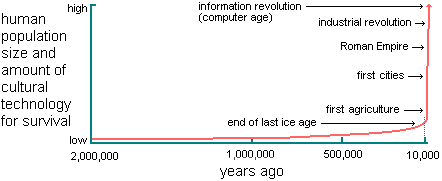 human
population
size and
amount of
cultural
technology
for survival
high
low
information revolution
(computer age)
industrial revolution
Roman Empire
first cities
first agriculture
end of last ice age
2,000,000
1,000,000
500,000
10,000
years ago